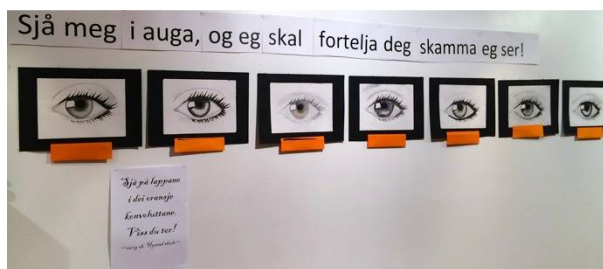 Sjå meg i auga, og eg skal fortelja deg skamma eg ser!
Sjå på lappane
i dei oransje
konvoluttane.
Viss du tør!